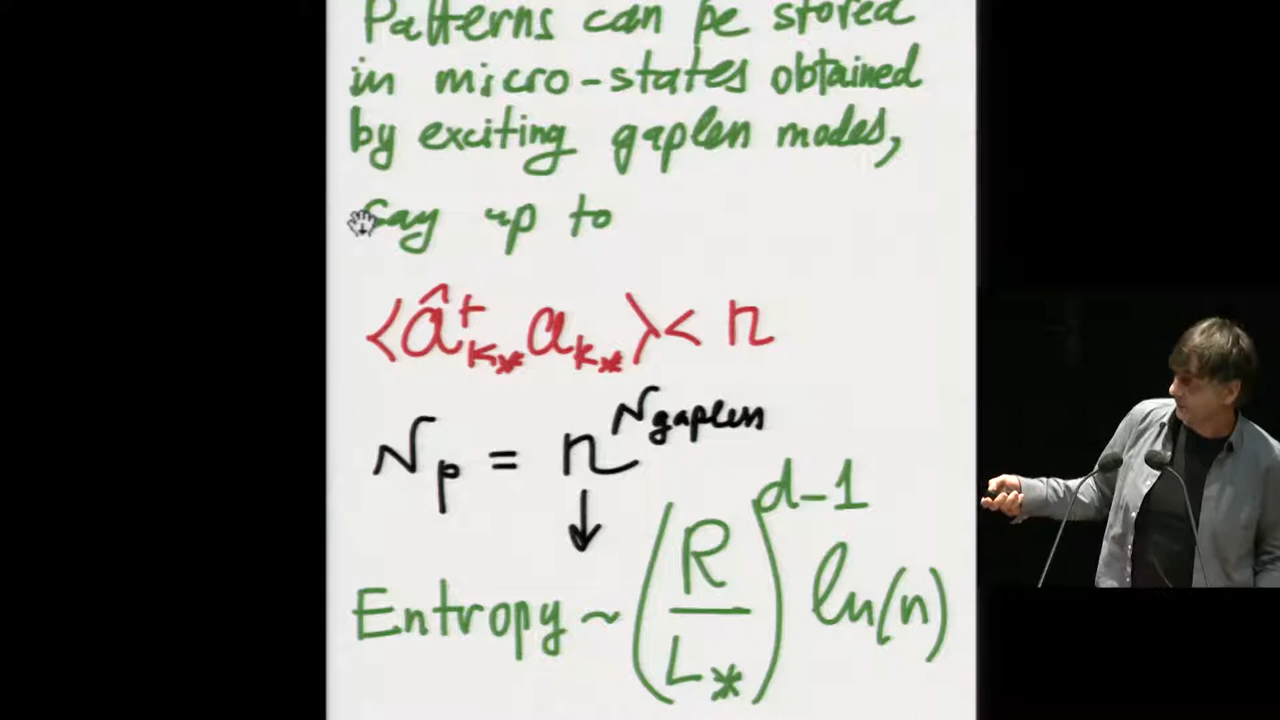 Patterns can be stored
in micro-states obtained
by exciting gaplen modes,
say up to
⟨â†ₖ⁎ aₖ⁎⟩ < n
Nₚ = n^N gaplen
↓
Entropy ~ (R/L⁎)^d-1 ln(n)